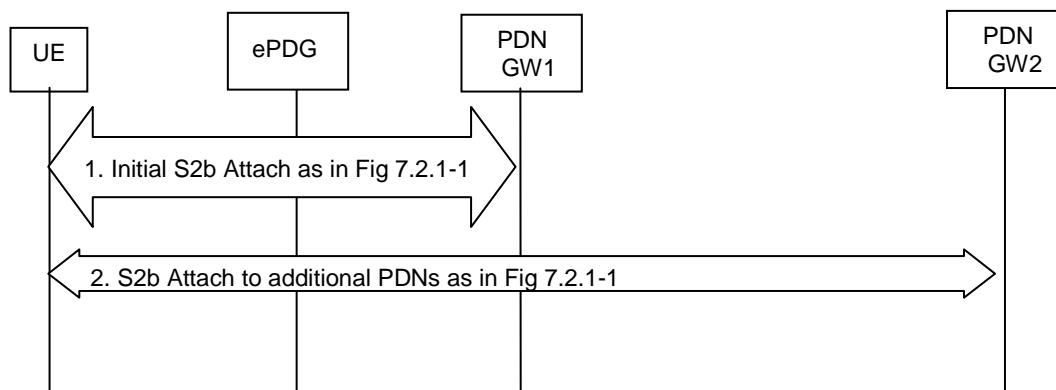 UE
ePDG
PDN
GW1
PDN
GW2
1. Initial S2b Attach as in Fig 7.2.1-1
2. S2b Attach to additional PDNs as in Fig 7.2.1-1